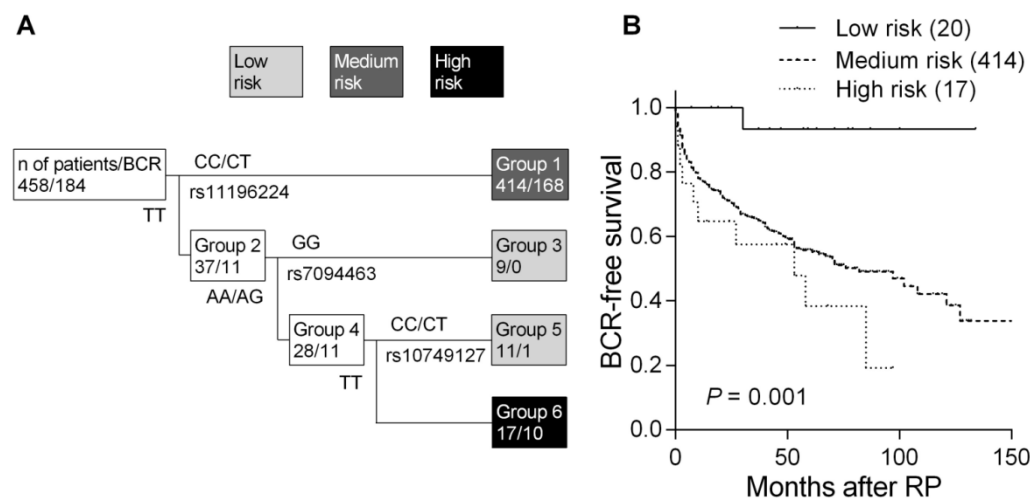 A
Low
risk
Medium
risk
High
risk
n of patients/BCR
458/184
CC/CT
rs11196224
TT
Group 1
414/168
Group 2
37/11
GG
rs7094463
AA/AG
Group 3
9/0
Group 4
28/11
CC/CT
rs10749127
TT
Group 5
11/1
Group 6
17/10
B
Low risk (20)
Medium risk (414)
High risk (17)
BCR-free survival
1.0
0.8
0.6
0.4
0.2
0.0
P = 0.001
0
50
100
150
Months after RP